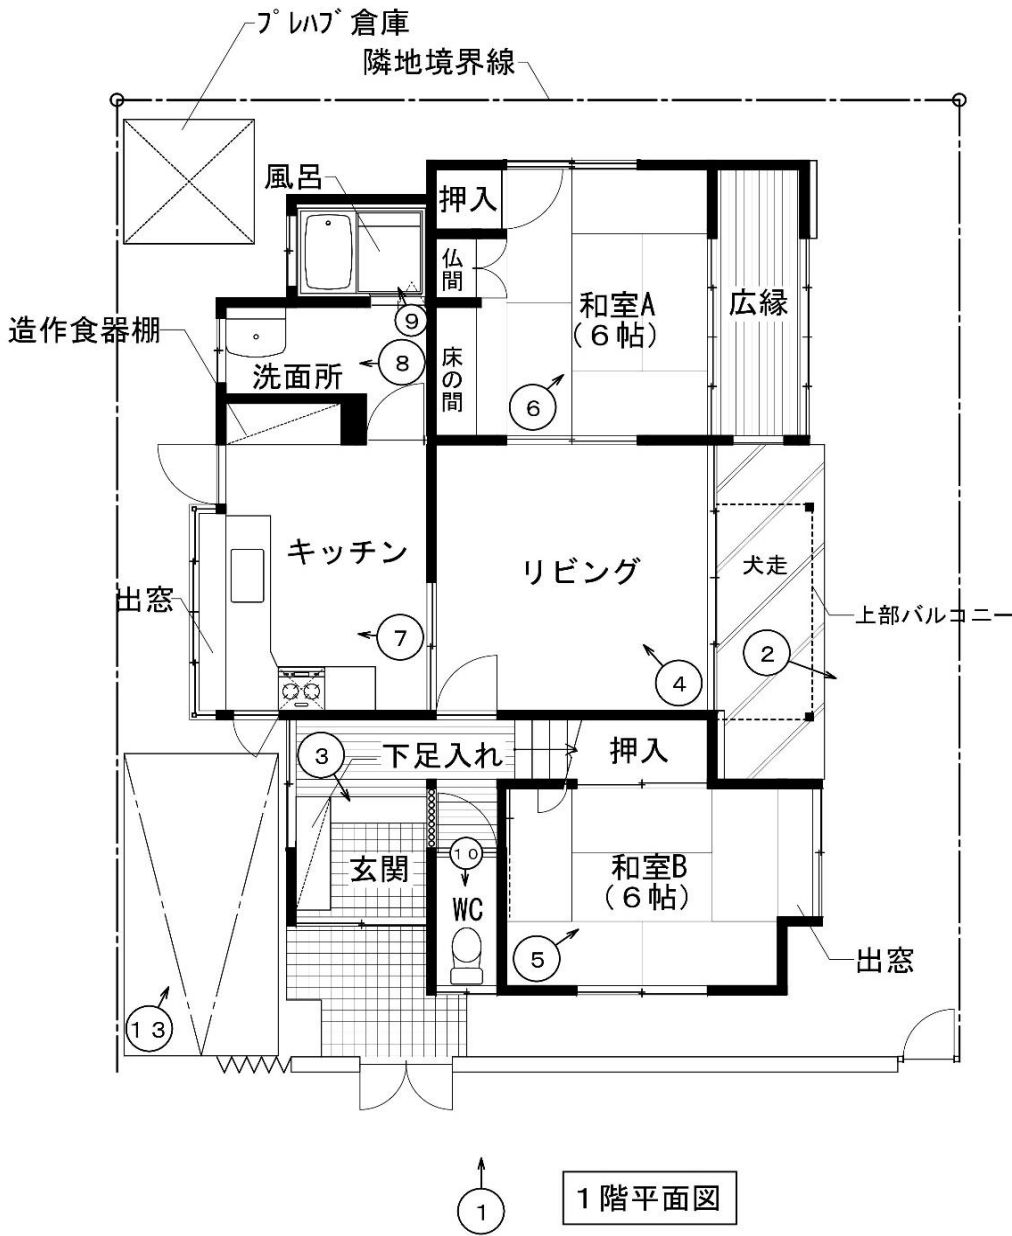 ﾌﾟﾚﾊﾌﾞ倉庫
隣地境界線
風呂
押入
仏間
和室A
(6帖)
広縁
造作食器棚
洗面所
9
8
床の間
6
キッチン
リビング
犬走
出窓
上部バルコニー
7
2
4
3
下足入れ
押入
玄関
10
WC
和室B
(6帖)
5
出窓
13
1
1階平面図